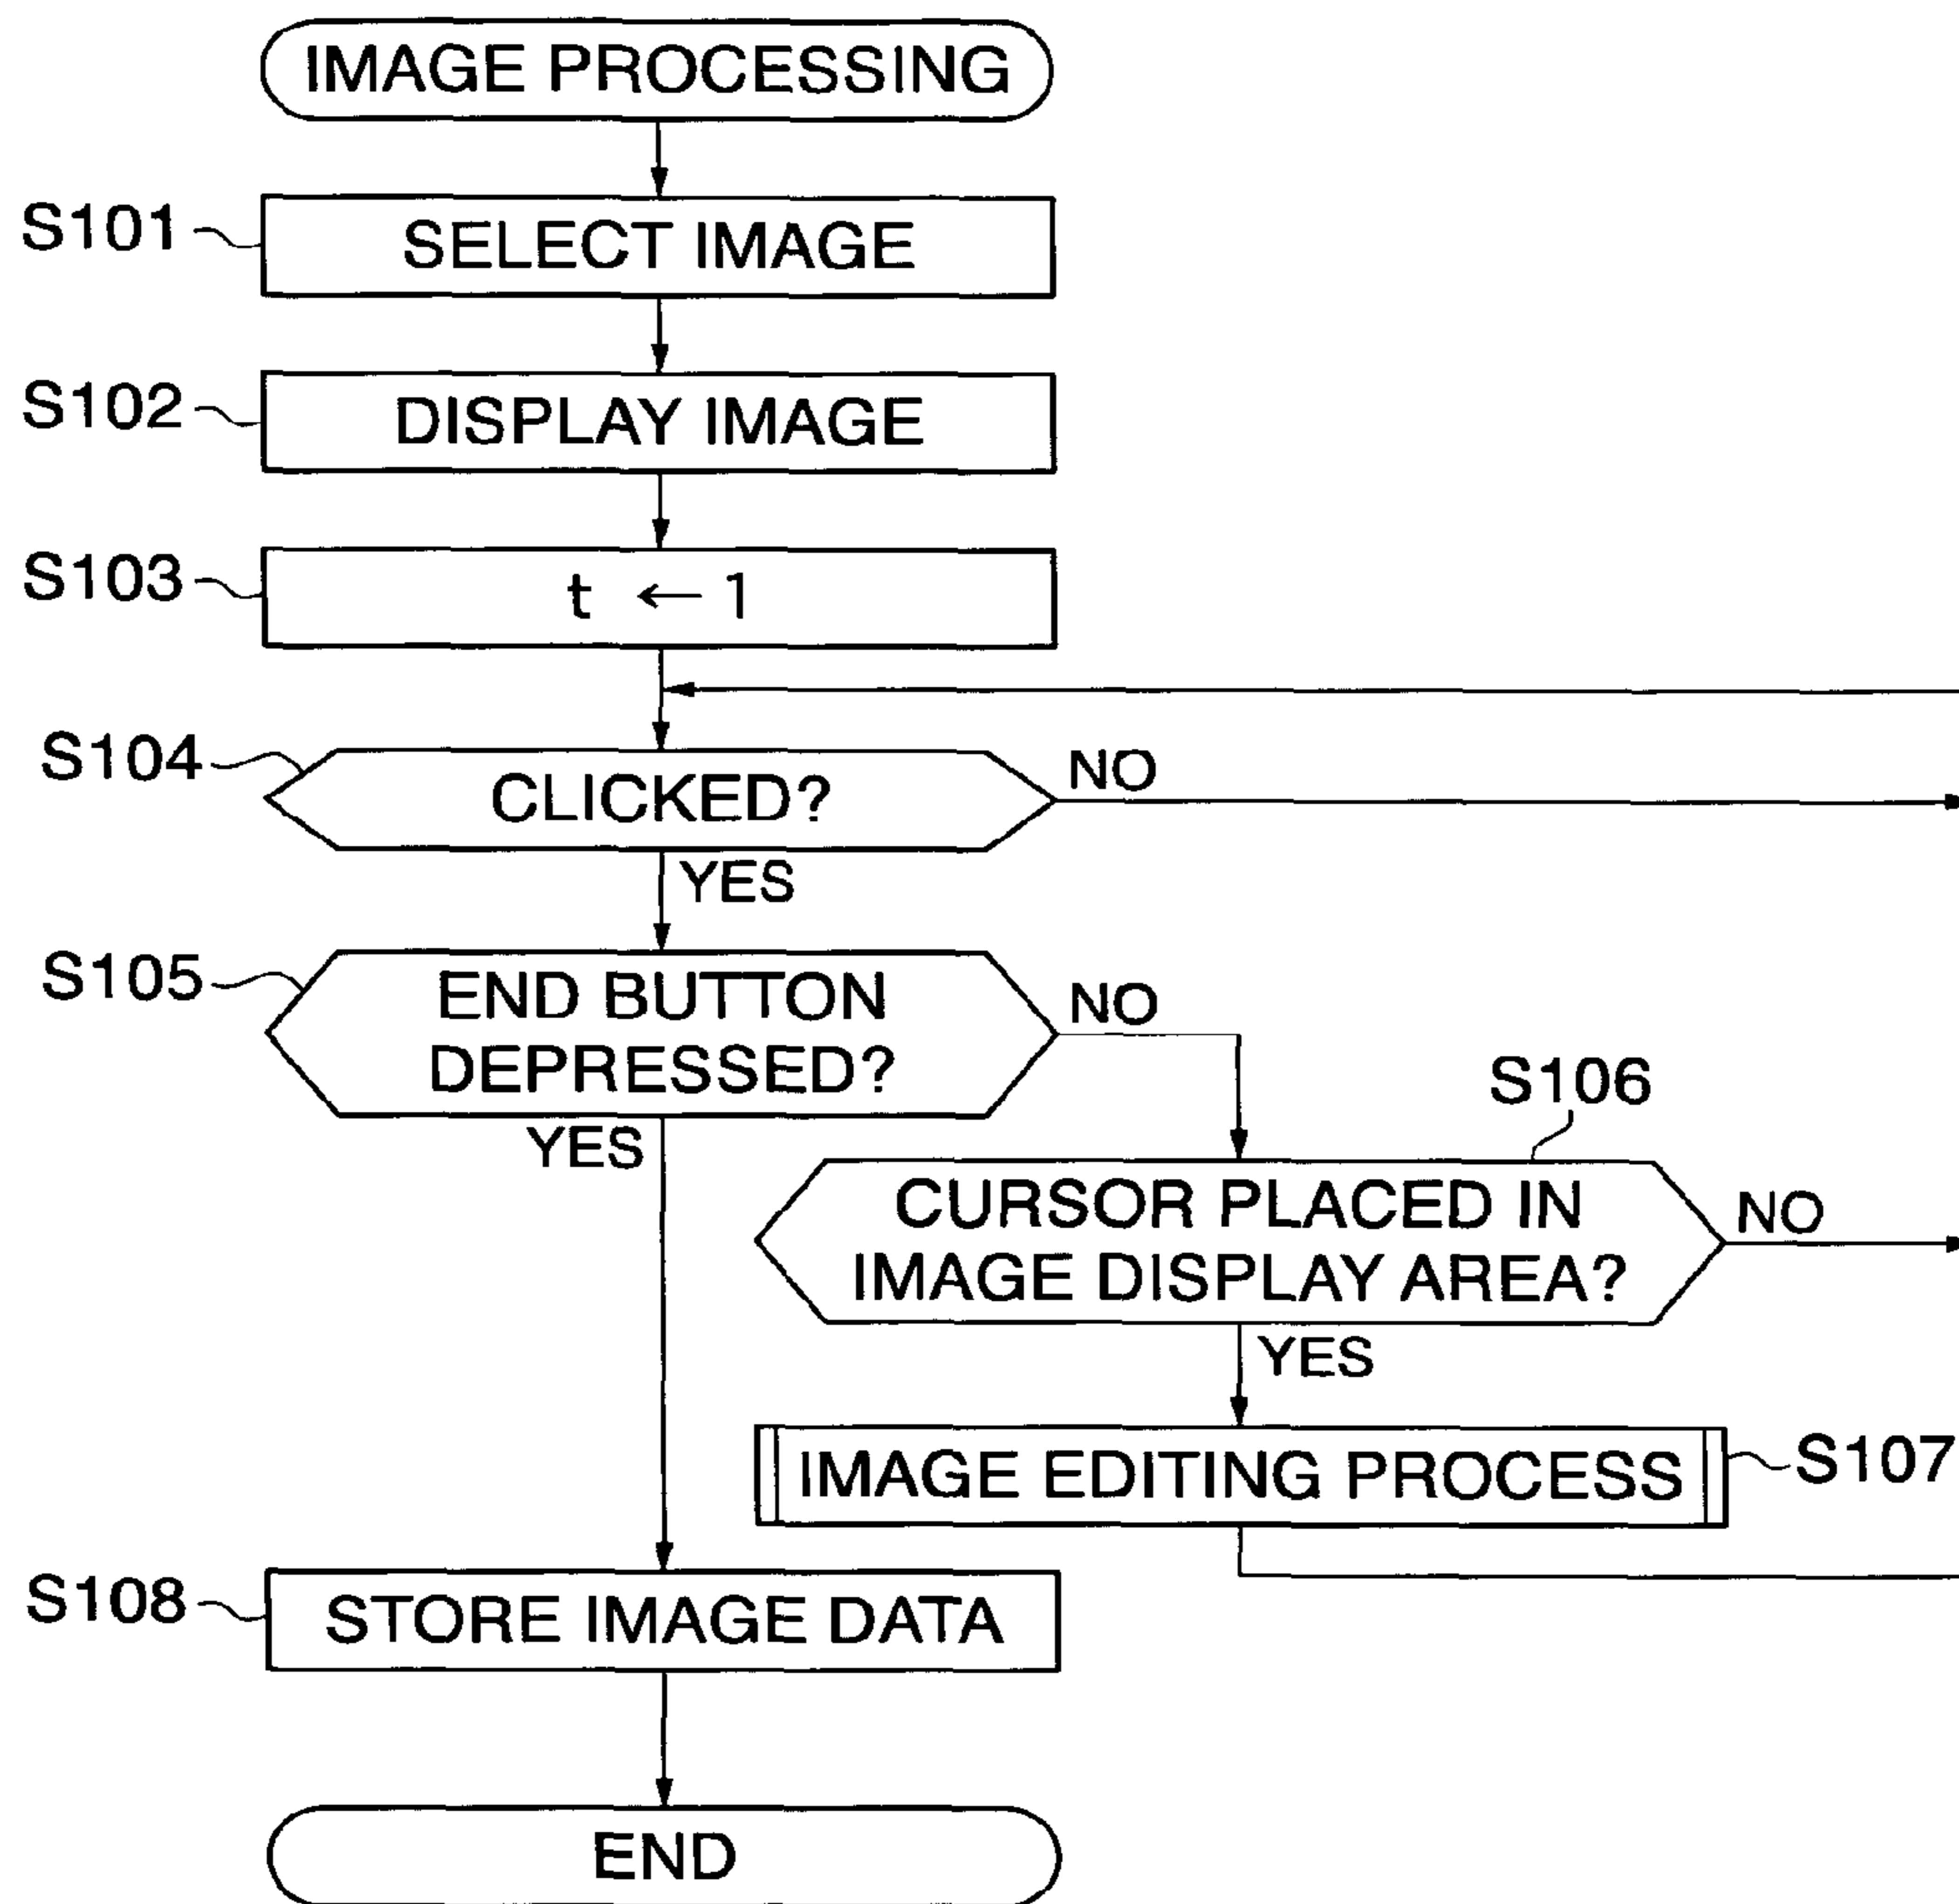 IMAGE PROCESSING
S101
SELECT IMAGE
S102
DISPLAY IMAGE
S103
t ← 1
S104
CLICKED?
NO
YES
S105
END BUTTON
DEPRESSED?
NO
YES
S106
CURSOR PLACED IN
IMAGE DISPLAY AREA?
NO
YES
IMAGE EDITING PROCESS
S107
S108
STORE IMAGE DATA
END